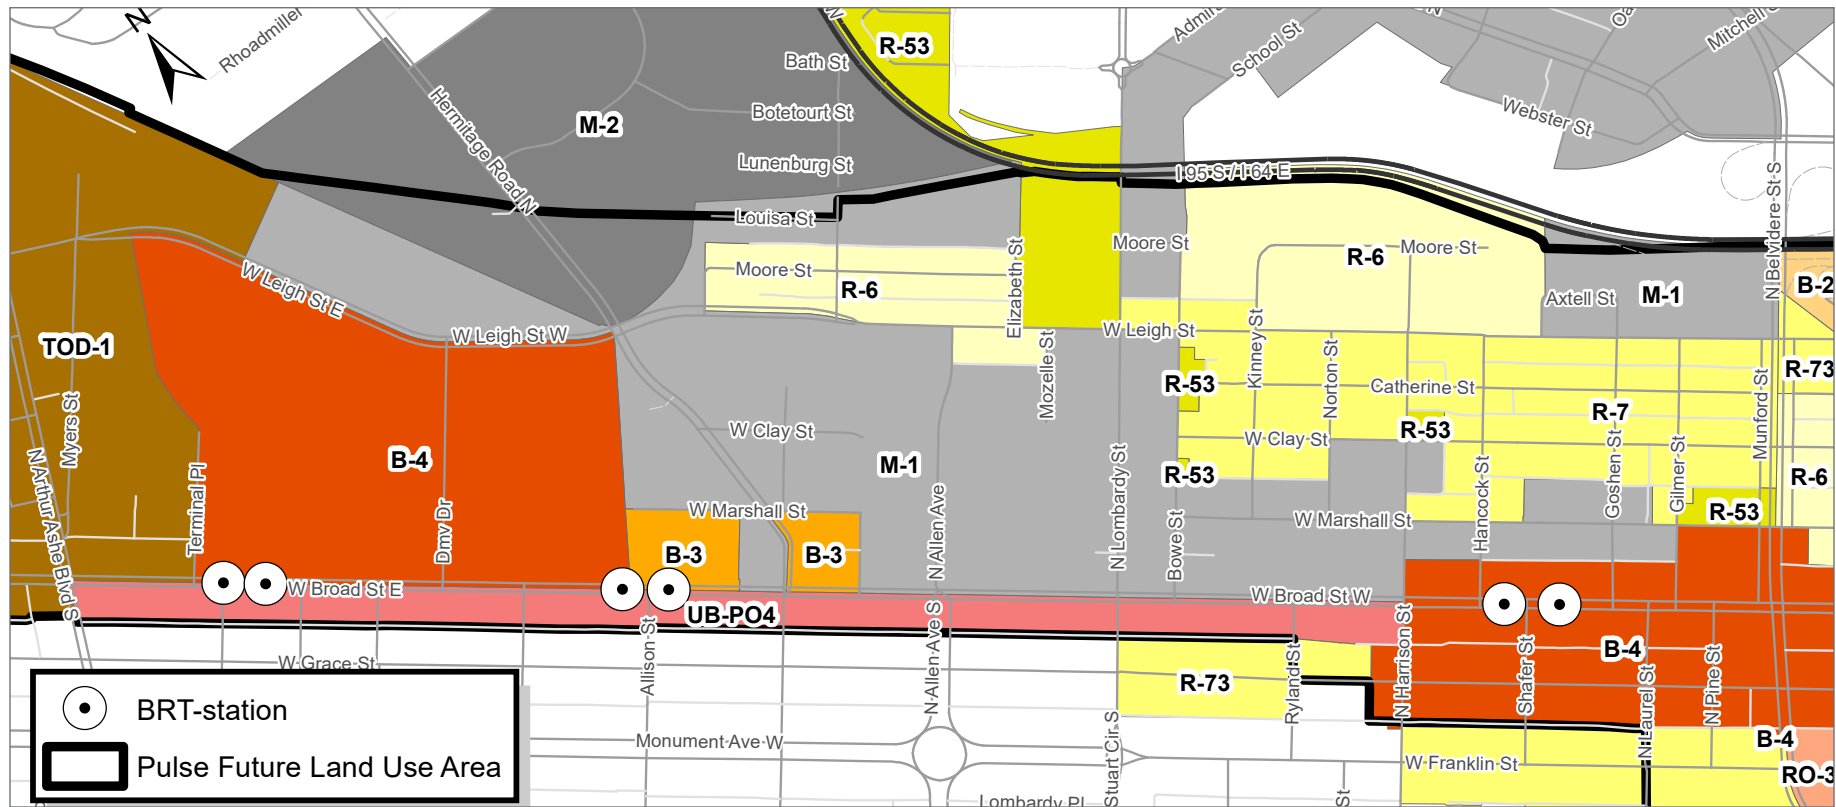 N
Rhoadmiller
W
R-53
Bath St
Botetourt St
M-2
Lunenburg St
Hermitage Road N
Louisa St
School St
Webster St
I 95 S / I 64 E
N Belvidere St S
Moore St
Moore St
R-6
Elizabeth St
Moore St
R-6
Moore St
Axtell St
M-1
B-2
W Leigh St E
W Leigh St W
W Leigh St
TOD-1
Myers St
Mozelle St
Kinney St
Norton St
R-53
Catherine St
R-73
R-7
Munford St
R-53
W Clay St
W Clay St
B-4
M-1
R-53
R-6
N Arthur Ashe Blvd S
Terminal Pl
Dmv Dr
W Marshall St
N Allen Ave
N Lombardy St
Bowe St
W Marshall St
Hancock St
Goshen St
Gilmer St
R-53
B-3
B-3
W Broad St E
W Broad St W
UB-PO4
Allison St
N Allen Ave S
Ryland St
N Harrison St
Shafer St
B-4
N Laurel St
N Pine St
W Grace St
R-73
Stuart Cir S
Monument Ave W
W Franklin St
B-4
RO-3
Lombardy Pl
St
BRT-station
Pulse Future Land Use Area